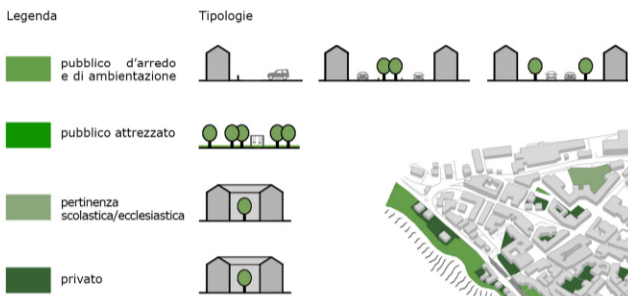 Legenda
Tipologie
pubblico d'arredo
e di ambientazione
pubblico attrezzato
pertinenza
scolastica/ecclesiastica
privato